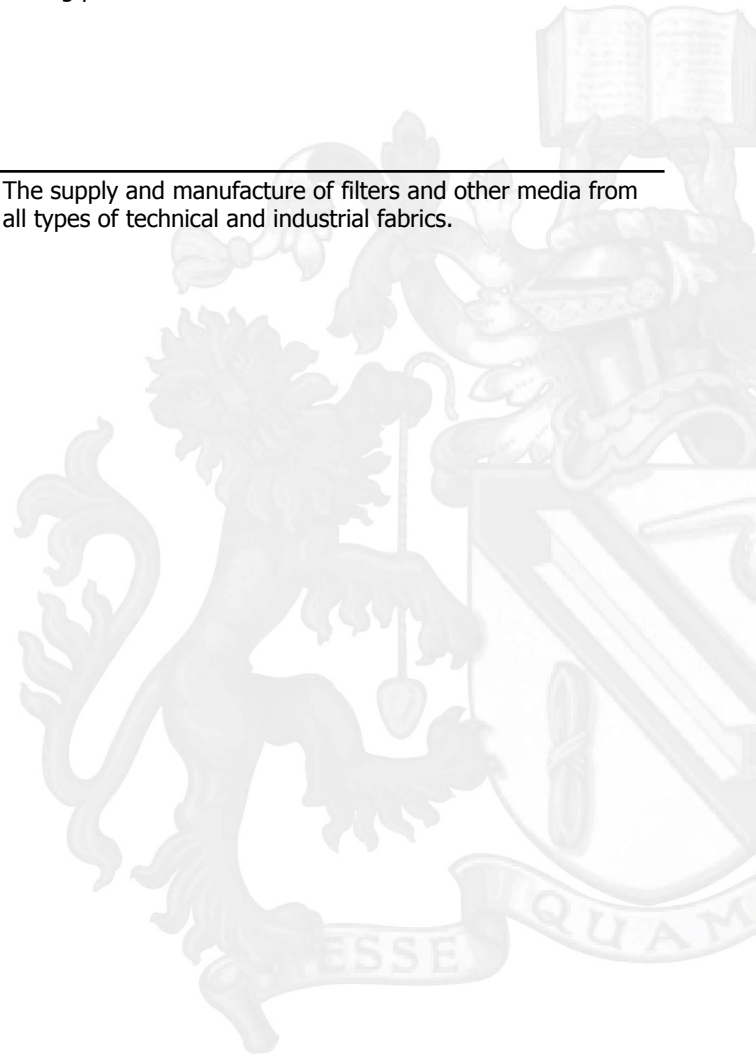 The supply and manufacture of filters and other media from
all types of technical and industrial fabrics.
ESSE
QUAM